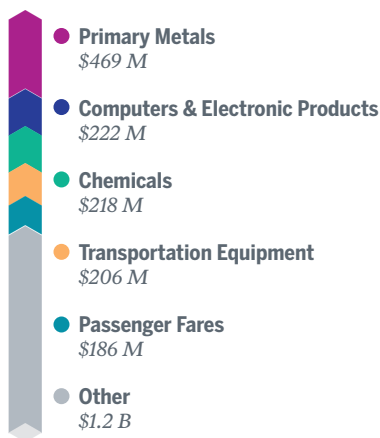 Primary Metals
$469 M
Computers & Electronic Products
$222 M
Chemicals
$218 M
Transportation Equipment
$206 M
Passenger Fares
$186 M
Other
$1.2 B